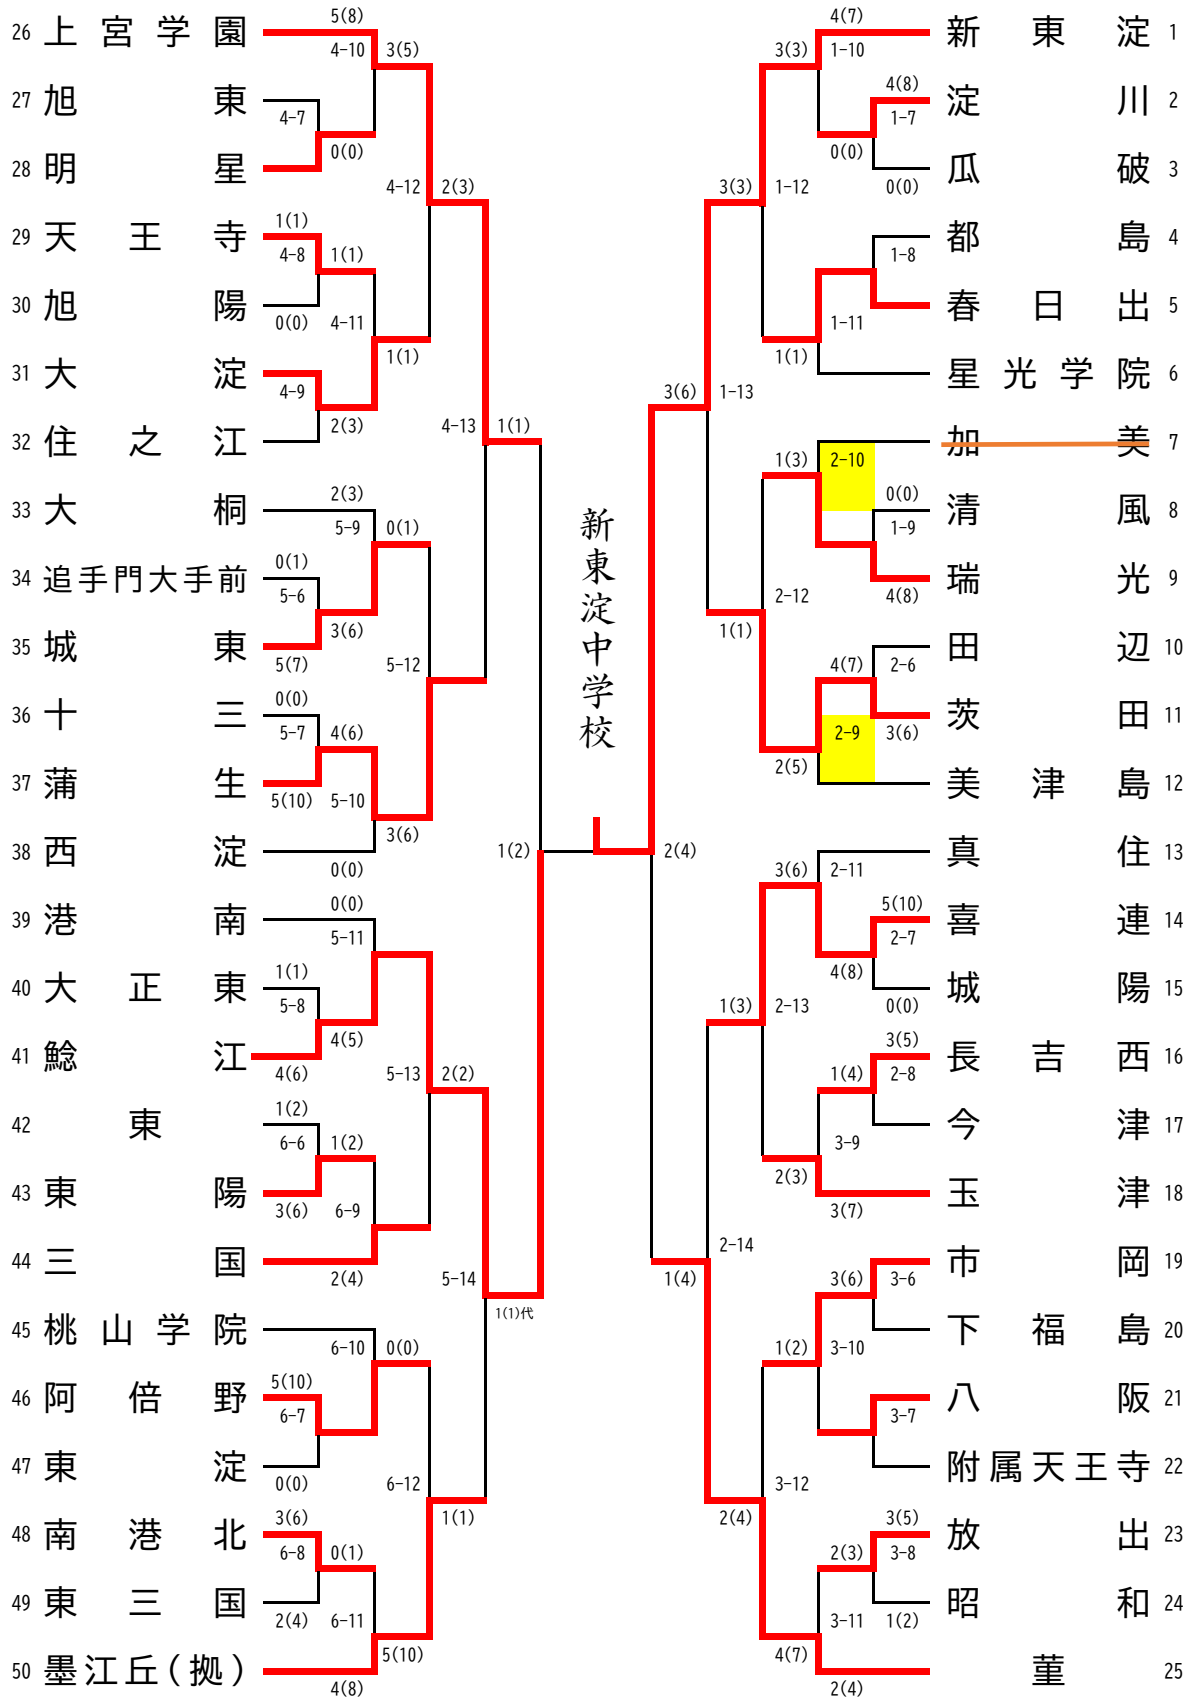 26 上宮学園
5(8)
4-10
3(5)
27 旭東
4-7
28 明星
0(0)
4-12
2(3)
29 天王寺
1(1)
4-8
1(1)
30 旭陽
0(0)
4-11
1(1)
31 大淀
4-9
32 住之江
2(3)
4-13
1(1)
33 大桐
2(3)
5-9
0(1)
34 追手門大手前
0(1)
5-6
35 城東
5(7)
3(6)
5-12
36 十三
0(0)
5-7
4(6)
37 蒲生
5(10)
5-10
3(6)
38 西淀
0(0)
1(2)
39 港南
0(0)
5-11
40 大正東
1(1)
5-8
41 鯰江
4(6)
4(5)
5-13
2(2)
42 東
1(2)
6-6
1(2)
43 東陽
3(6)
6-9
44 三国
2(4)
5-14
1(1)代
45 桃山学院
6-10
0(0)
46 阿倍野
5(10)
6-7
47 東淀
0(0)
6-12
1(1)
48 南港北
3(6)
6-8
0(1)
49 東三国
2(4)
6-11
5(10)
50 墨江丘(拠)
4(8)
新東淀中学校
4(7)
新東淀 1
3(3)
1-10
4(8)
淀川 2
1-7
0(0)
瓜破 3
0(0)
3(3)
1-12
都島 4
1-8
春日出 5
1-11
1(1)
星光学院 6
3(6)
1-13
加美 7
1(3)
2-10
0(0)
清風 8
1-9
瑞光 9
4(8)
2-12
1(1)
田辺 10
4(7)
2-6
茨田 11
3(6)
2-9
2(5)
美津島 12
2(4)
真住 13
3(6)
2-11
5(10)
喜連 14
2-7
4(8)
城陽 15
0(0)
1(3)
2-13
3(5)
長吉西 16
1(4)
2-8
今津 17
3-9
2(3)
玉津 18
3(7)
2-14
1(4)
市岡 19
3(6)
3-6
下福島 20
1(2)
3-10
八阪 21
3-7
附属天王寺 22
3-12
2(4)
3(5)
放出 23
2(3)
3-8
昭和 24
1(2)
3-11
4(7)
菫 25
2(4)